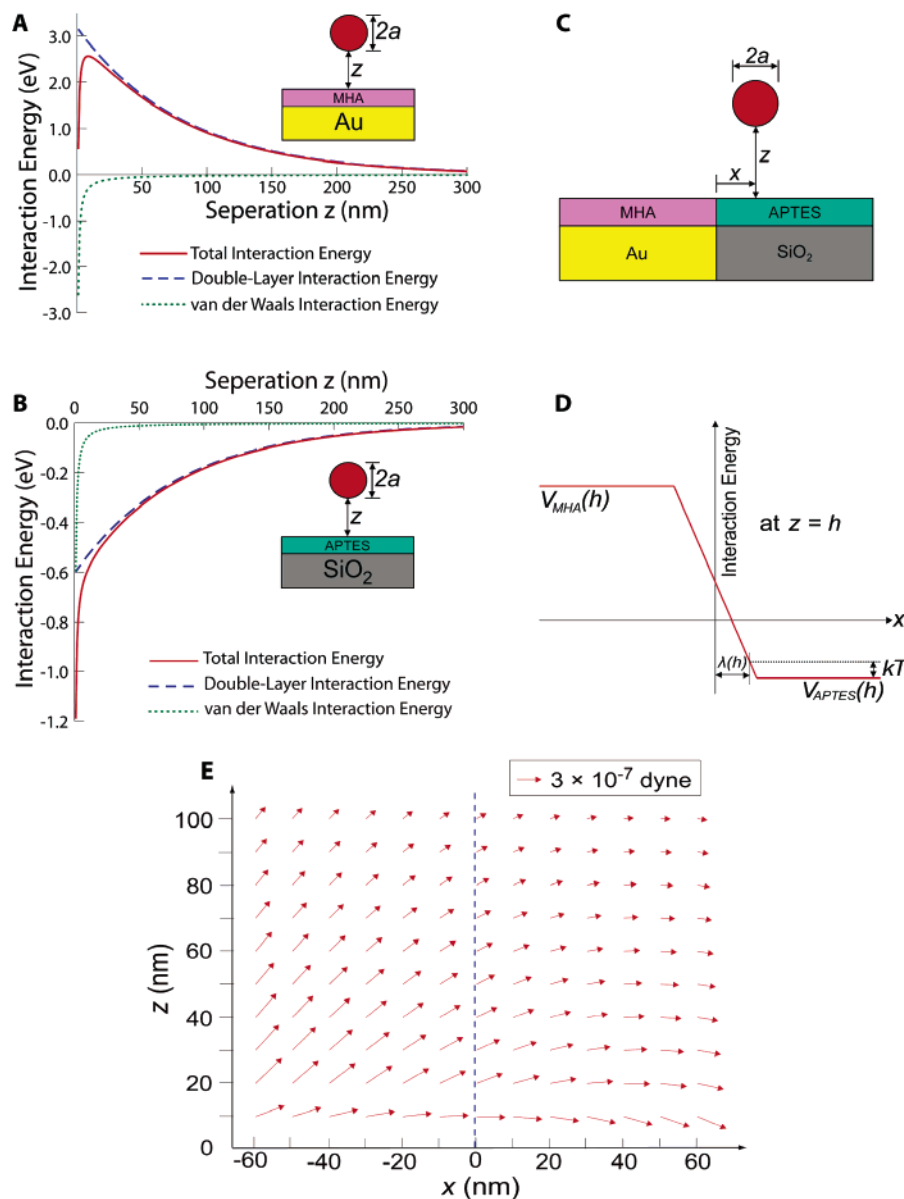 A
3.0
2.0
1.0
0.0
-1.0
-2.0
-3.0
Interaction Energy (eV)
50 100 150 200 250 300
Seperation z (nm)
2a
z
MHA
Au
Total Interaction Energy
Double-Layer Interaction Energy
van der Waals Interaction Energy
C
2a
z
x
MHA APTES
Au SiO2
B
Seperation z (nm)
0 50 100 150 200 250 300
0.0
-0.2
-0.4
-0.6
-0.8
-1.0
-1.2
Interaction Energy (eV)
2a
z
APTES
SiO2
Total Interaction Energy
Double-Layer Interaction Energy
van der Waals Interaction Energy
D
Interaction Energy
VMHA(h)
at z = h
x
λ(h)
kT
VAPTES(h)
E
3 × 10-7 dyne
100
80
60
40
20
0
z (nm)
-60 -40 -20 0 20 40 60
x (nm)